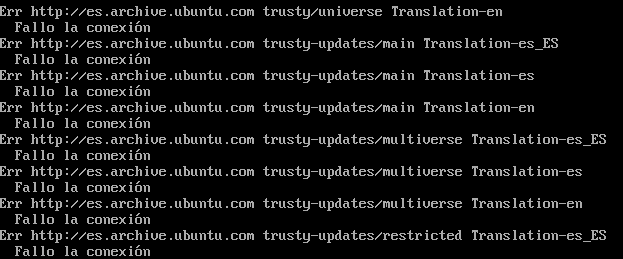 Err http://es.archive.ubuntu.com trusty/universe Translation-en
Fallo la conexión
Err http://es.archive.ubuntu.com trusty-updates/main Translation-es_ES
Fallo la conexión
Err http://es.archive.ubuntu.com trusty-updates/main Translation-es
Fallo la conexión
Err http://es.archive.ubuntu.com trusty-updates/main Translation-en
Fallo la conexión
Err http://es.archive.ubuntu.com trusty-updates/multiverse Translation-es_ES
Fallo la conexión
Err http://es.archive.ubuntu.com trusty-updates/multiverse Translation-es
Fallo la conexión
Err http://es.archive.ubuntu.com trusty-updates/multiverse Translation-en
Fallo la conexión
Err http://es.archive.ubuntu.com trusty-updates/restricted Translation-es_ES
Fallo la conexión